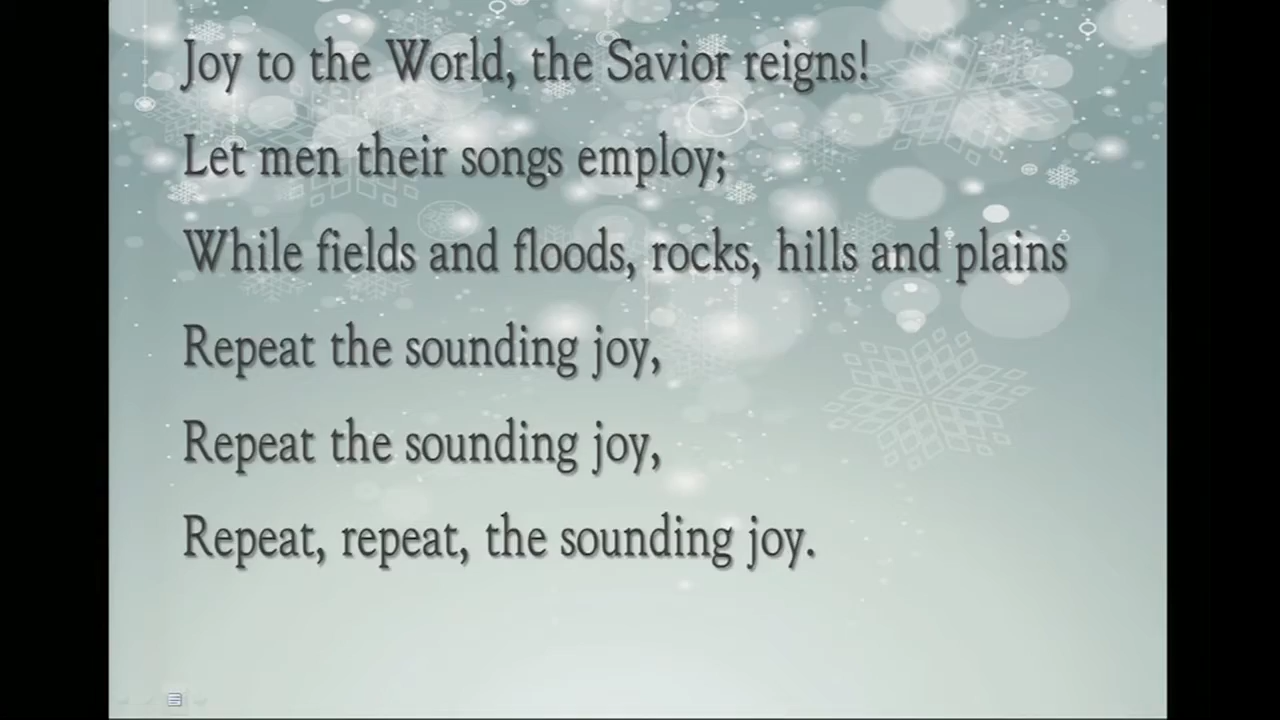 Joy to the World, the Savior reigns!
Let men their songs employ;
While fields and floods, rocks, hills and plains
Repeat the sounding joy,
Repeat the sounding joy,
Repeat, repeat, the sounding joy.